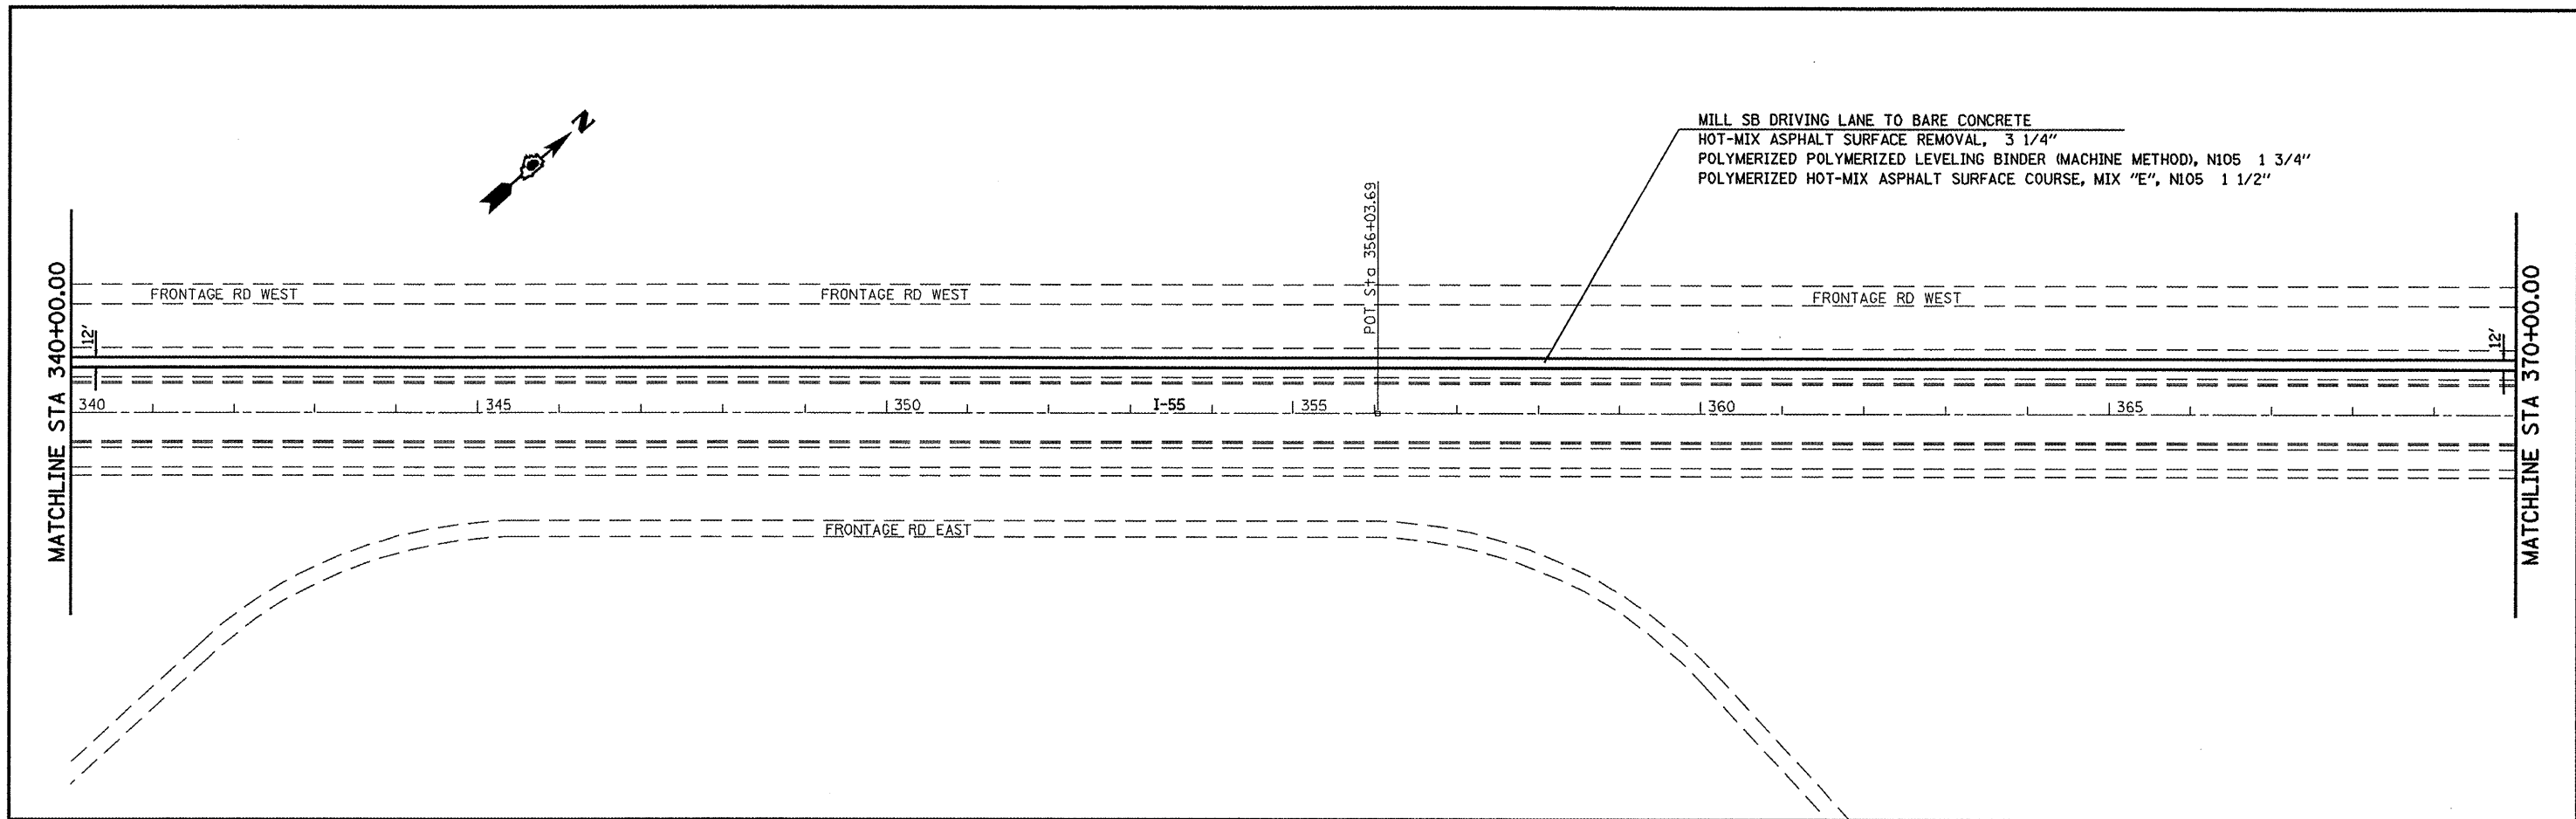 N
MILL SB DRIVING LANE TO BARE CONCRETE
HOT-MIX ASPHALT SURFACE REMOVAL, 3 1/4"
POLYMERIZED POLYMERIZED LEVELING BINDER (MACHINE METHOD), N105 1 3/4"
POLYMERIZED HOT-MIX ASPHALT SURFACE COURSE, MIX "E", N105 1 1/2"
POT Sta 356+03.69
MATCHLINE STA 340+00.00
FRONTAGE RD WEST
FRONTAGE RD WEST
FRONTAGE RD WEST
MATCHLINE STA 370+00.00
12'
12'
340
345
350
I-55
355
360
365
FRONTAGE RD EAST